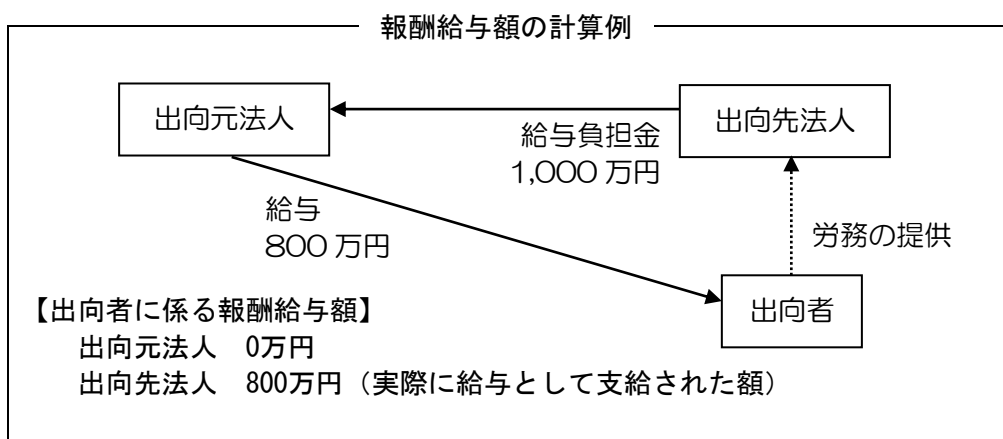 報酬給与額の計算例
出向元法人
出向先法人
給与負担金
1,000 万円
給与
800 万円
労務の提供
出向者
【出向者に係る報酬給与額】
出向元法人　0万円
出向先法人　800万円（実際に給与として支給された額）